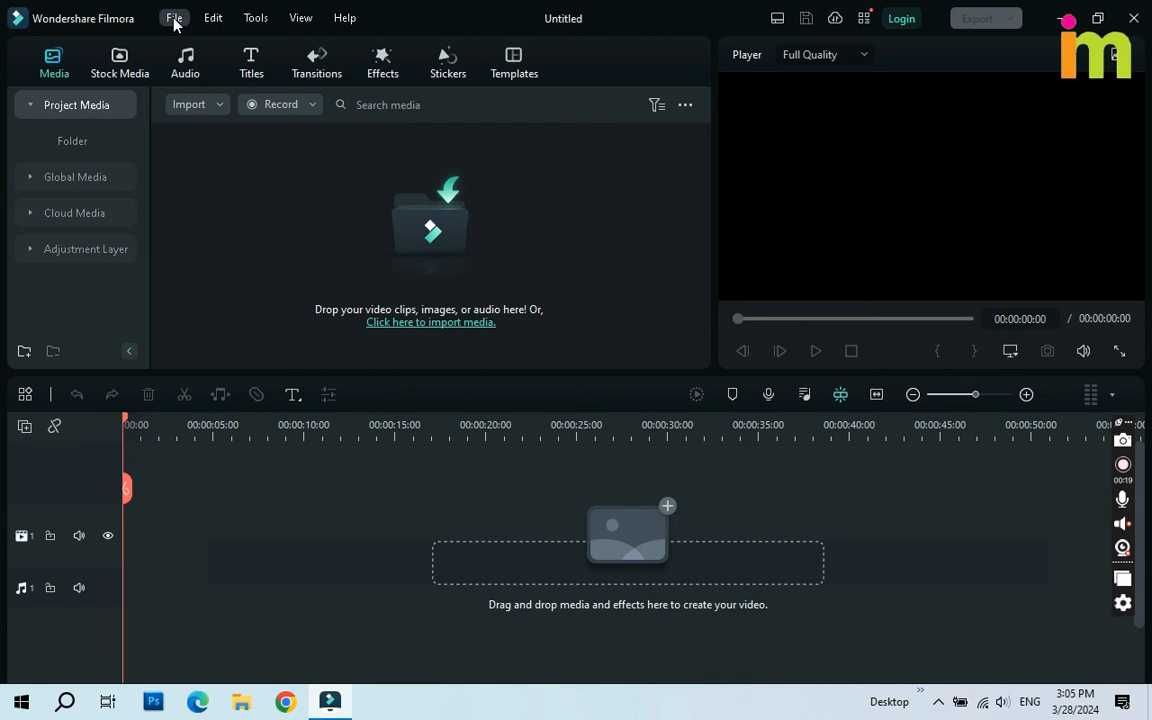 Wondershare Filmora File Edit Tools View Help Untitled Login Export
im
Media Stock Media Audio Titles Transitions Effects Stickers Templates
Player Full Quality
Project Media
Import Record Search media
Folder
Global Media
Cloud Media
Adjustment Layer
Drop your video clips, images, or audio here! Or,
Click here to import media.
00:00:00:00 / 00:00:00:00
00:00 00:00:05:00 00:00:10:00 00:00:15:00 00:00:20:00 00:00:25:00 00:00:30:00 00:00:35:00 00:00:40:00 00:00:45:00 00:00:50:00
00:19
1
1
Drag and drop media and effects here to create your video.
Ps
Desktop
ENG
3:05 PM
3/28/2024